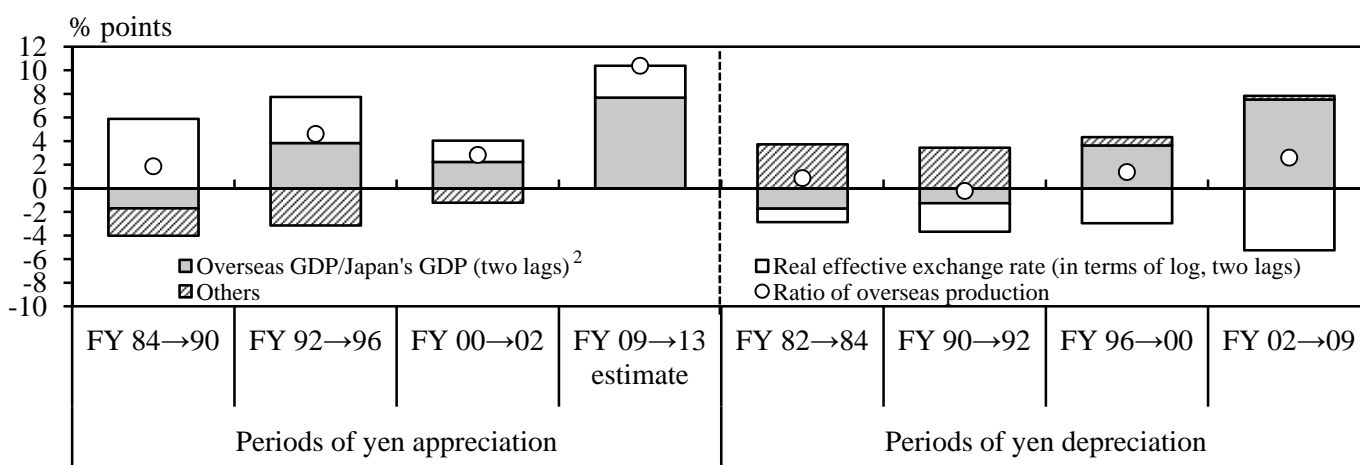 % points
12
10
8
6
4
2
0
-2
-4
-6
-8
-10
Overseas GDP/Japan's GDP (two lags)²
Real effective exchange rate (in terms of log, two lags)
Others
Ratio of overseas production
FY 84→90 FY 92→96 FY 00→02 FY 09→13 FY 82→84 FY 90→92 FY 96→00 FY 02→09
estimate
Periods of yen appreciation Periods of yen depreciation